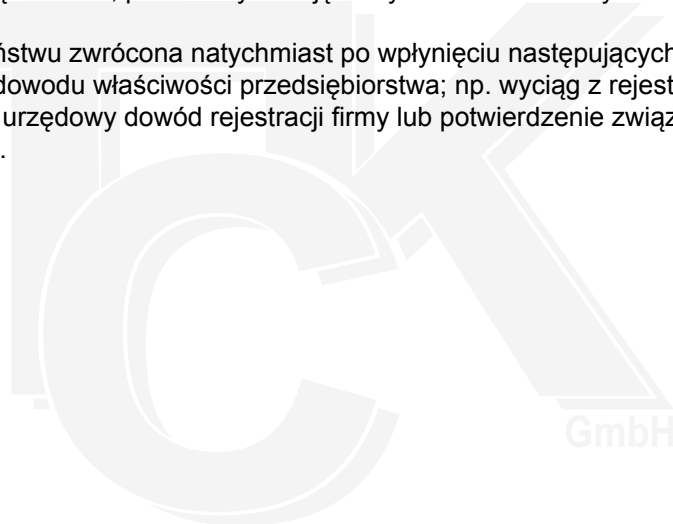 ństwu zwrócona natychmiast po wpłynięciu następujących
dowodu właściwości przedsiębiorstwa; np. wyciąg z rejest
urzędowy dowód rejestracji firmy lub potwierdzenie związ
.
CK
GmbH